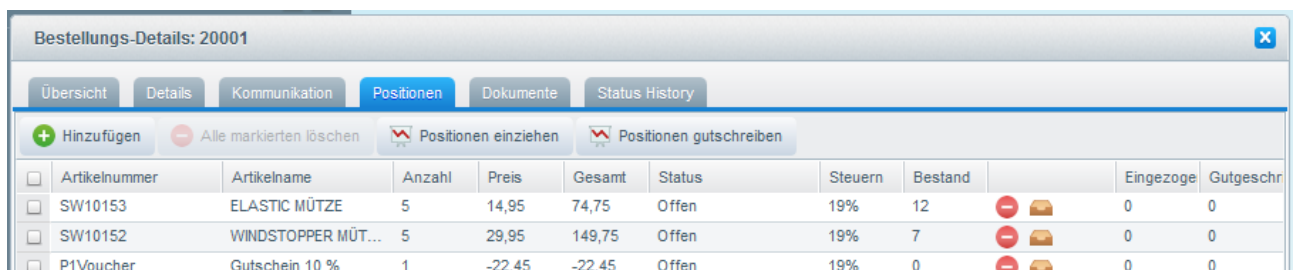 Bestellungs-Details: 20001
Übersicht Details Kommunikation Positionen Dokumente Status History
Hinzufügen Alle markierten löschen Positionen einziehen Positionen gutschreiben
Artikelnummer Artikelname Anzahl Preis Gesamt Status Steuern Bestand Eingezoge Gutgeschr
SW10153 ELASTIC MÜTZE 5 14,95 74,75 Offen 19% 12 0 0
SW10152 WINDSTOPPER MÜT... 5 29,95 149,75 Offen 19% 7 0 0
P1Voucher Gutschein 10 % 1 -22,45 -22,45 Offen 19% 0 0 0